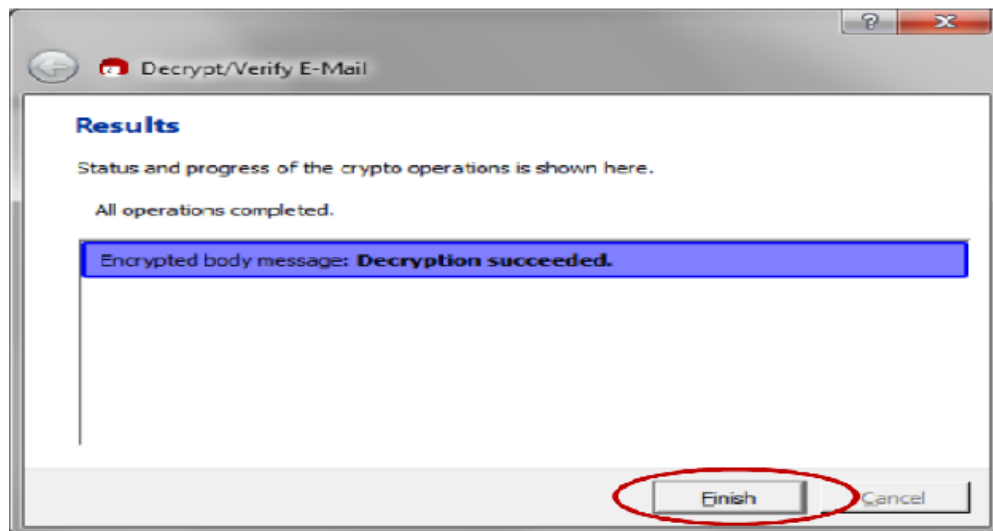 Decrypt/Verify E-Mail
Results
Status and progress of the crypto operations is shown here.
All operations completed.
Encrypted body message: Decryption succeeded.
Finish Cancel